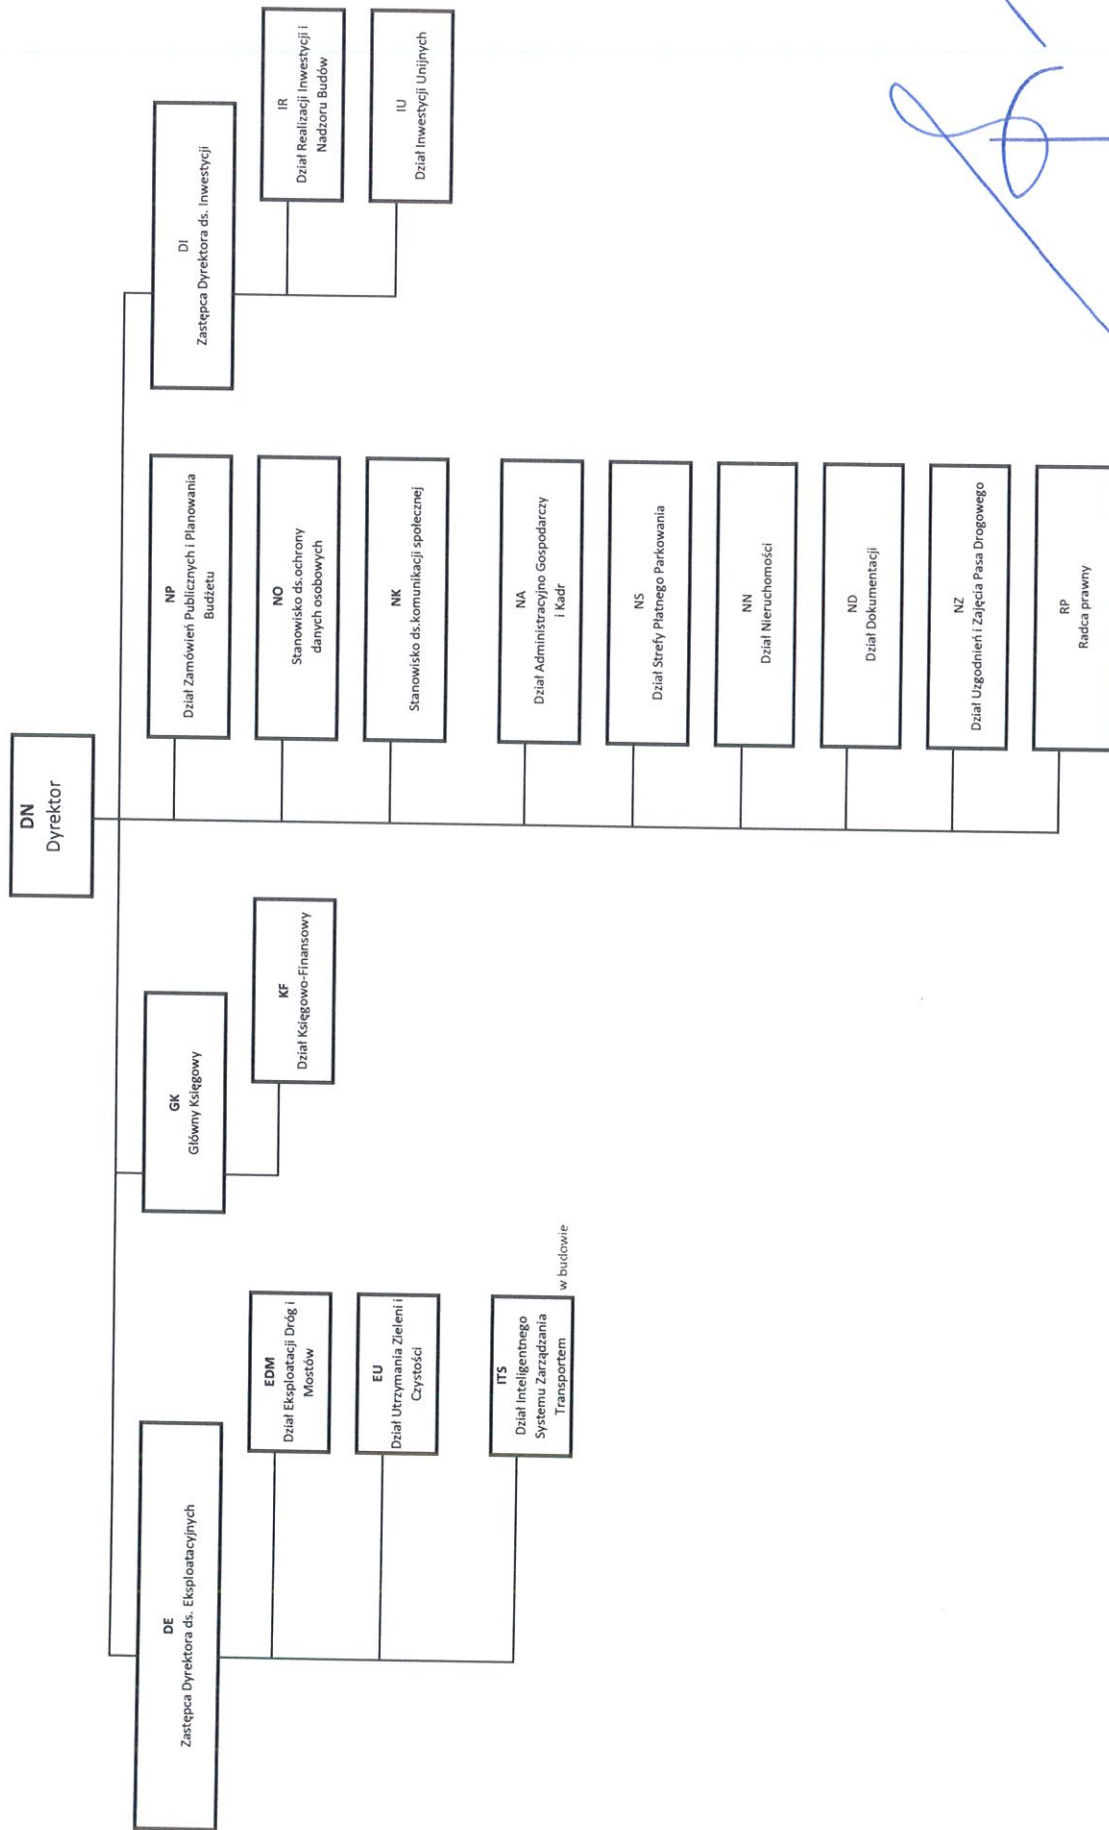 DN
Dyrektor
DE
Zastępca Dyrektora ds. Eksploatacyjnych
EDM
Dział Eksploatacji Dróg i
Mostów
EU
Dział Utrzymania Zieleni i
Czystości
ITS
Dział Inteligentnego
Systemu Zarządzania
Transportem
w budowie
GK
Główny Księgowy
KF
Dział Księgowo-Finansowy
NP
Dział Zamówień Publicznych i Planowania
Budżetu
NO
Stanowisko ds.ochrony
danych osobowych
NK
Stanowisko ds.komunikacji społecznej
NA
Dział Administracyjno Gospodarczy
i Kadr
NS
Dział Strefy Płatnego Parkowania
NN
Dział Nieruchomości
ND
Dział Dokumentacji
NZ
Dział Uzgodnień i Zajęcia Pasa Drogowego
RP
Radca prawny
DI
Zastępca Dyrektora ds. Inwestycji
IR
Dział Realizacji Inwestycji i
Nadzoru Budów
IU
Dział Inwestycji Unijnych